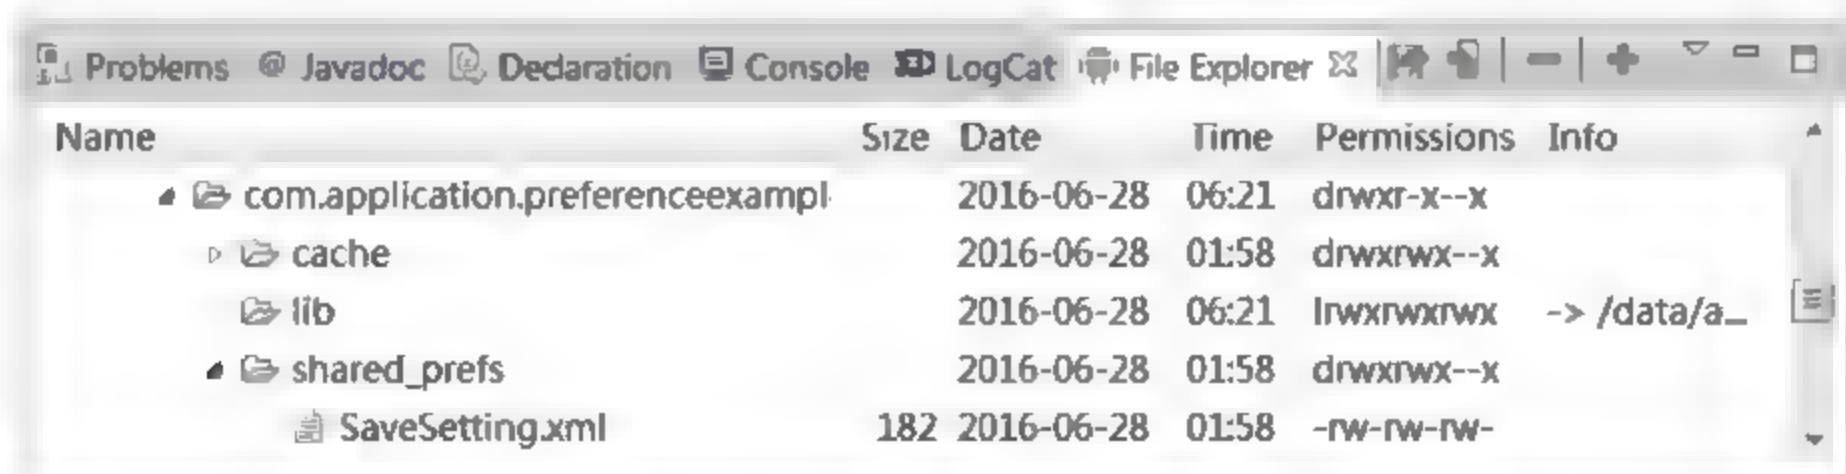 Problems @ Javadoc Declaration Console LogCat File Explorer
Name Size Date Time Permissions Info
com.application.preferenceexampl 2016-06-28 06:21 drwxr-x--x
cache 2016-06-28 01:58 drwxrwx--x
lib 2016-06-28 06:21 lrwxrwxrwx -> /data/a...
shared_prefs 2016-06-28 01:58 drwxrwx--x
SaveSetting.xml 182 2016-06-28 01:58 -rw-rw-rw-